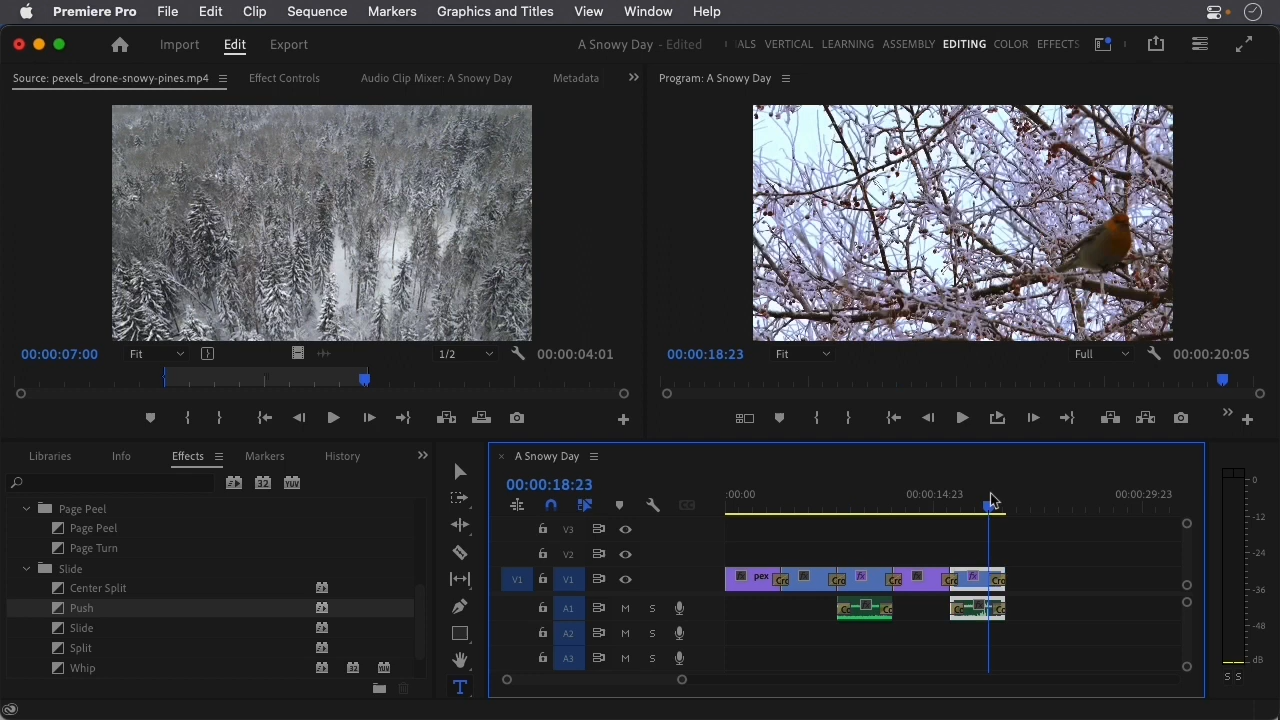 Premiere Pro File Edit Clip Sequence Markers Graphics and Titles View Window Help
Import Edit Export A Snowy Day - Edited VERTICAL LEARNING ASSEMBLY EDITING COLOR EFFECTS
Source: pexels_drone-snowy-pines.mp4 Effect Controls Audio Clip Mixer: A Snowy Day Metadata
Program: A Snowy Day
00:00:07:00 Fit 1/2 00:00:04:01
00:00:18:23 Fit Full 00:00:20:05
Libraries Info Effects Markers History
Page Peel
Page Peel
Page Turn
Slide
Center Split
Push
Slide
Split
Whip
A Snowy Day
00:00:18:23
:00:00 00:00:14:23 00:00:29:23
V3
V2
V1 V1 pex
A1 M S
A2 M S
A3 M S
0
-12
-24
-36
-48
dB
S S